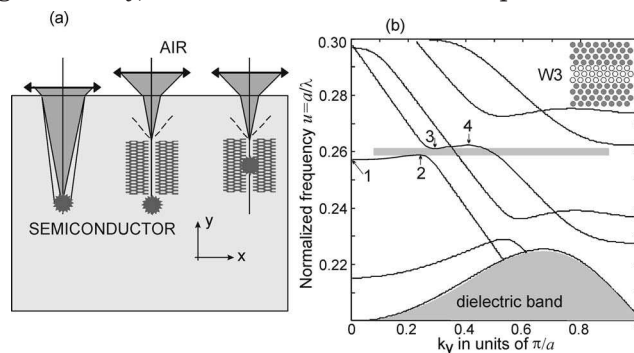 (a)
AIR
SEMICONDUCTOR
y
x
(b)
Normalized frequency u=a/λ
0.30
0.28
0.26
0.24
0.22
W3
1
2
3
4
dielectric band
0
0.2
0.4
0.6
0.8
k_y in units of π/a